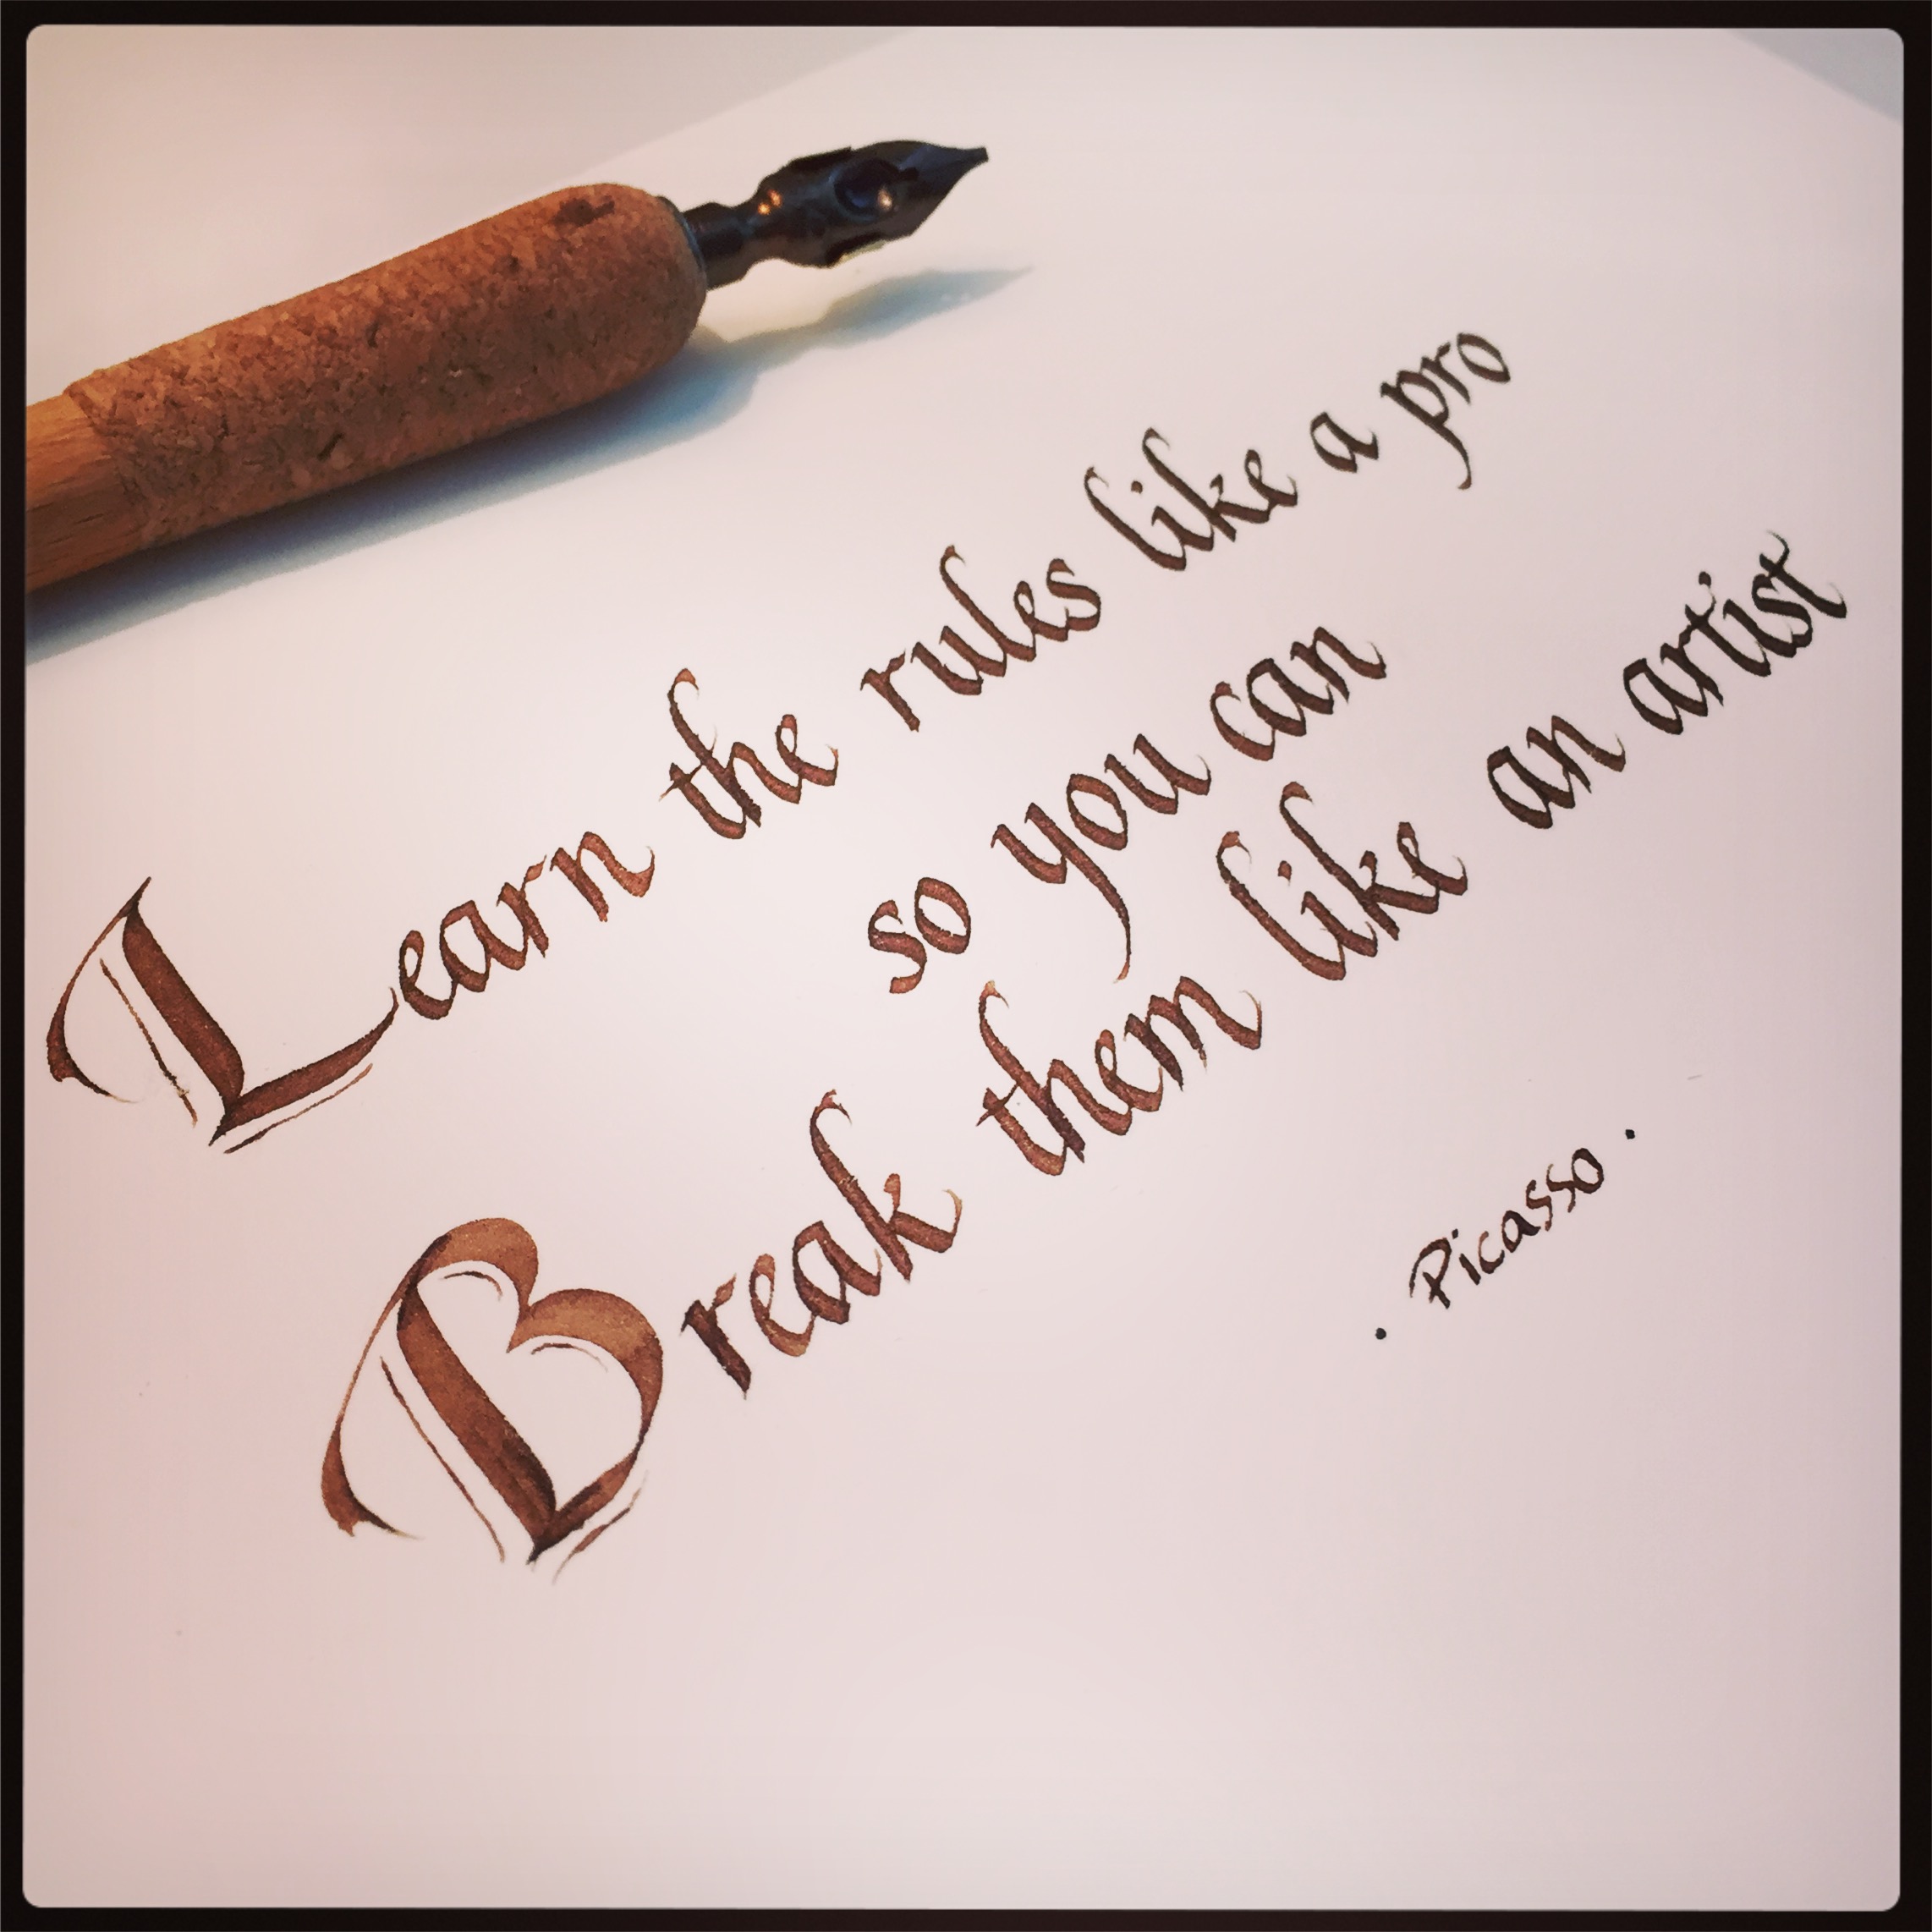 Learn the rules like a pro
so you can
Break them like an artist
· Picasso ·